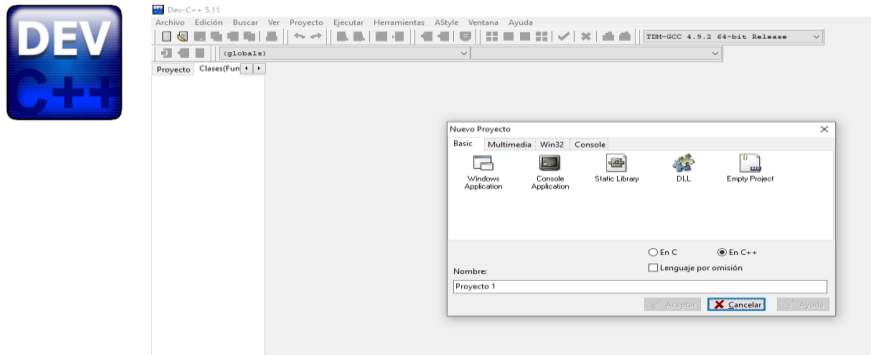 DEV
C++
Dev-C++ 5.11
Archivo Edición Buscar Ver Proyecto Ejecutar Herramientas AStyle Ventana Ayuda
TDM-GCC 4.9.2 64-bit Release
(globals)
Proyecto Clases(Fun
Nuevo Proyecto
Basic Multimedia Win32 Console
Windows Application
Console Application
Static Library
DLL
Empty Project
En C En C++
Lenguaje por omisión
Nombre:
Proyecto 1
Aceptar Cancelar Ayuda